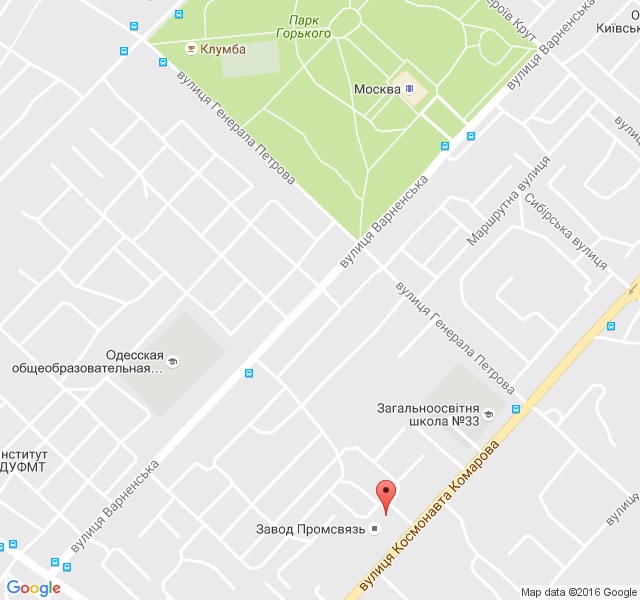 Парк
Горького
Клумба
ероїв Крут
вулиця Варненська
Київськ
Москва
вулиця Генерала Петрова
вулиця Варненська
Маршрутна вулиця
Сибірська вулиця
вулиця Генерала Петрова
Одесская
общеобразовательная...
Загальноосвітня
школа №33
нститут
ДУФМТ
вулиця Варненська
вулиця Космонавта Комарова
Завод Промсвязь
Google
Map data ©2016 Google